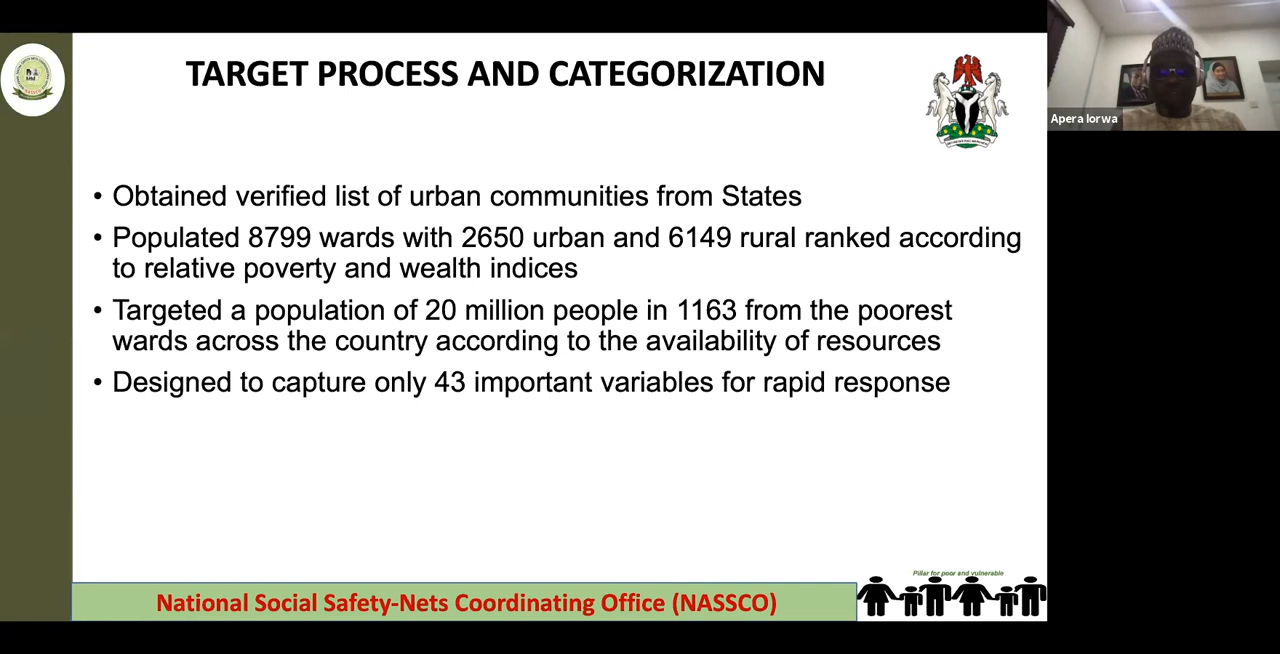 TARGET PROCESS AND CATEGORIZATION
Apera Iorwa
• Obtained verified list of urban communities from States
• Populated 8799 wards with 2650 urban and 6149 rural ranked according
to relative poverty and wealth indices
• Targeted a population of 20 million people in 1163 from the poorest
wards across the country according to the availability of resources
• Designed to capture only 43 important variables for rapid response
Pillar for poor and vulnerable
National Social Safety-Nets Coordinating Office (NASSCO)